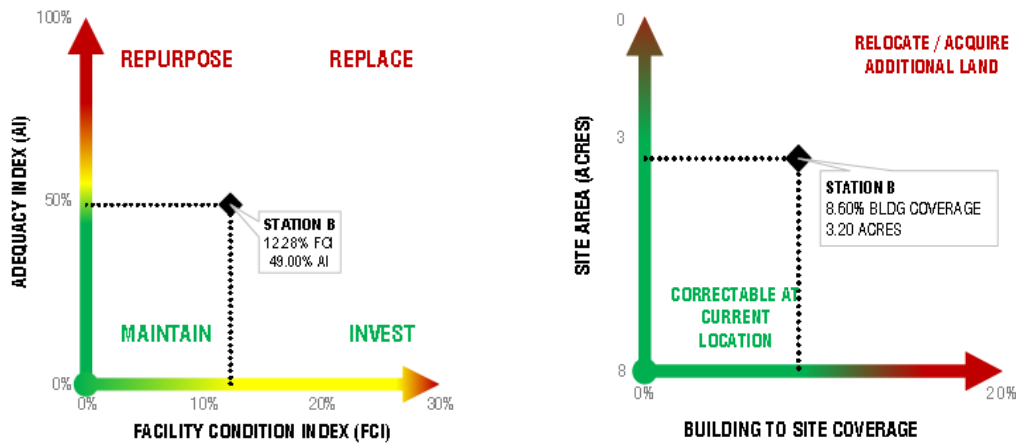 100%
REPURPOSE
REPLACE
ADEQUACY INDEX (AI)
50%
STATION B
12.28% FCI
49.00% AI
MAINTAIN
INVEST
0%
0%
10%
20%
30%
FACILITY CONDITION INDEX (FCI)
0
RELOCATE / ACQUIRE
ADDITIONAL LAND
3
SITE AREA (ACRES)
STATION B
8.60% BLDG COVERAGE
3.20 ACRES
CORRECTABLE AT
CURRENT
LOCATION
8
0%
20%
BUILDING TO SITE COVERAGE